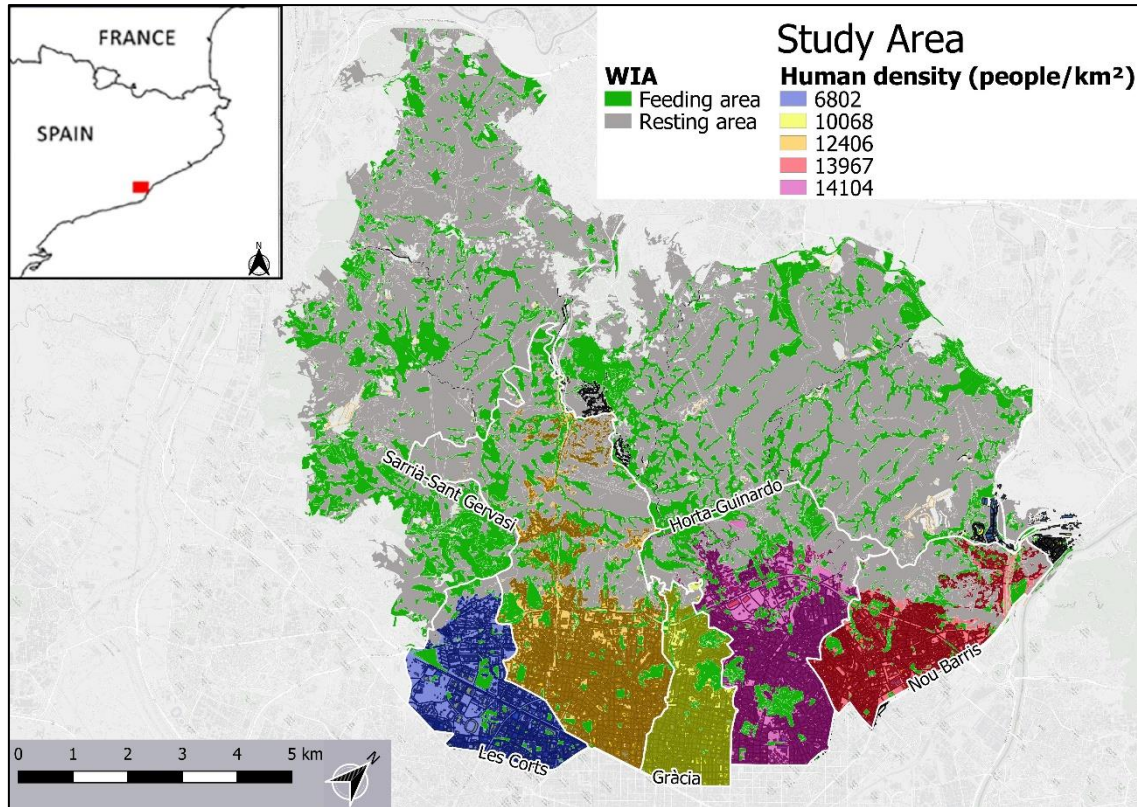 FRANCE
SPAIN
N
Study Area
WIA
Feeding area
Resting area
Human density (people/km²)
6802
10068
12406
13967
14104
Sarrià-Sant Gervasi
Horta-Guinardo
Nou Barris
Les Corts
Gràcia
0 1 2 3 4 5 km
N